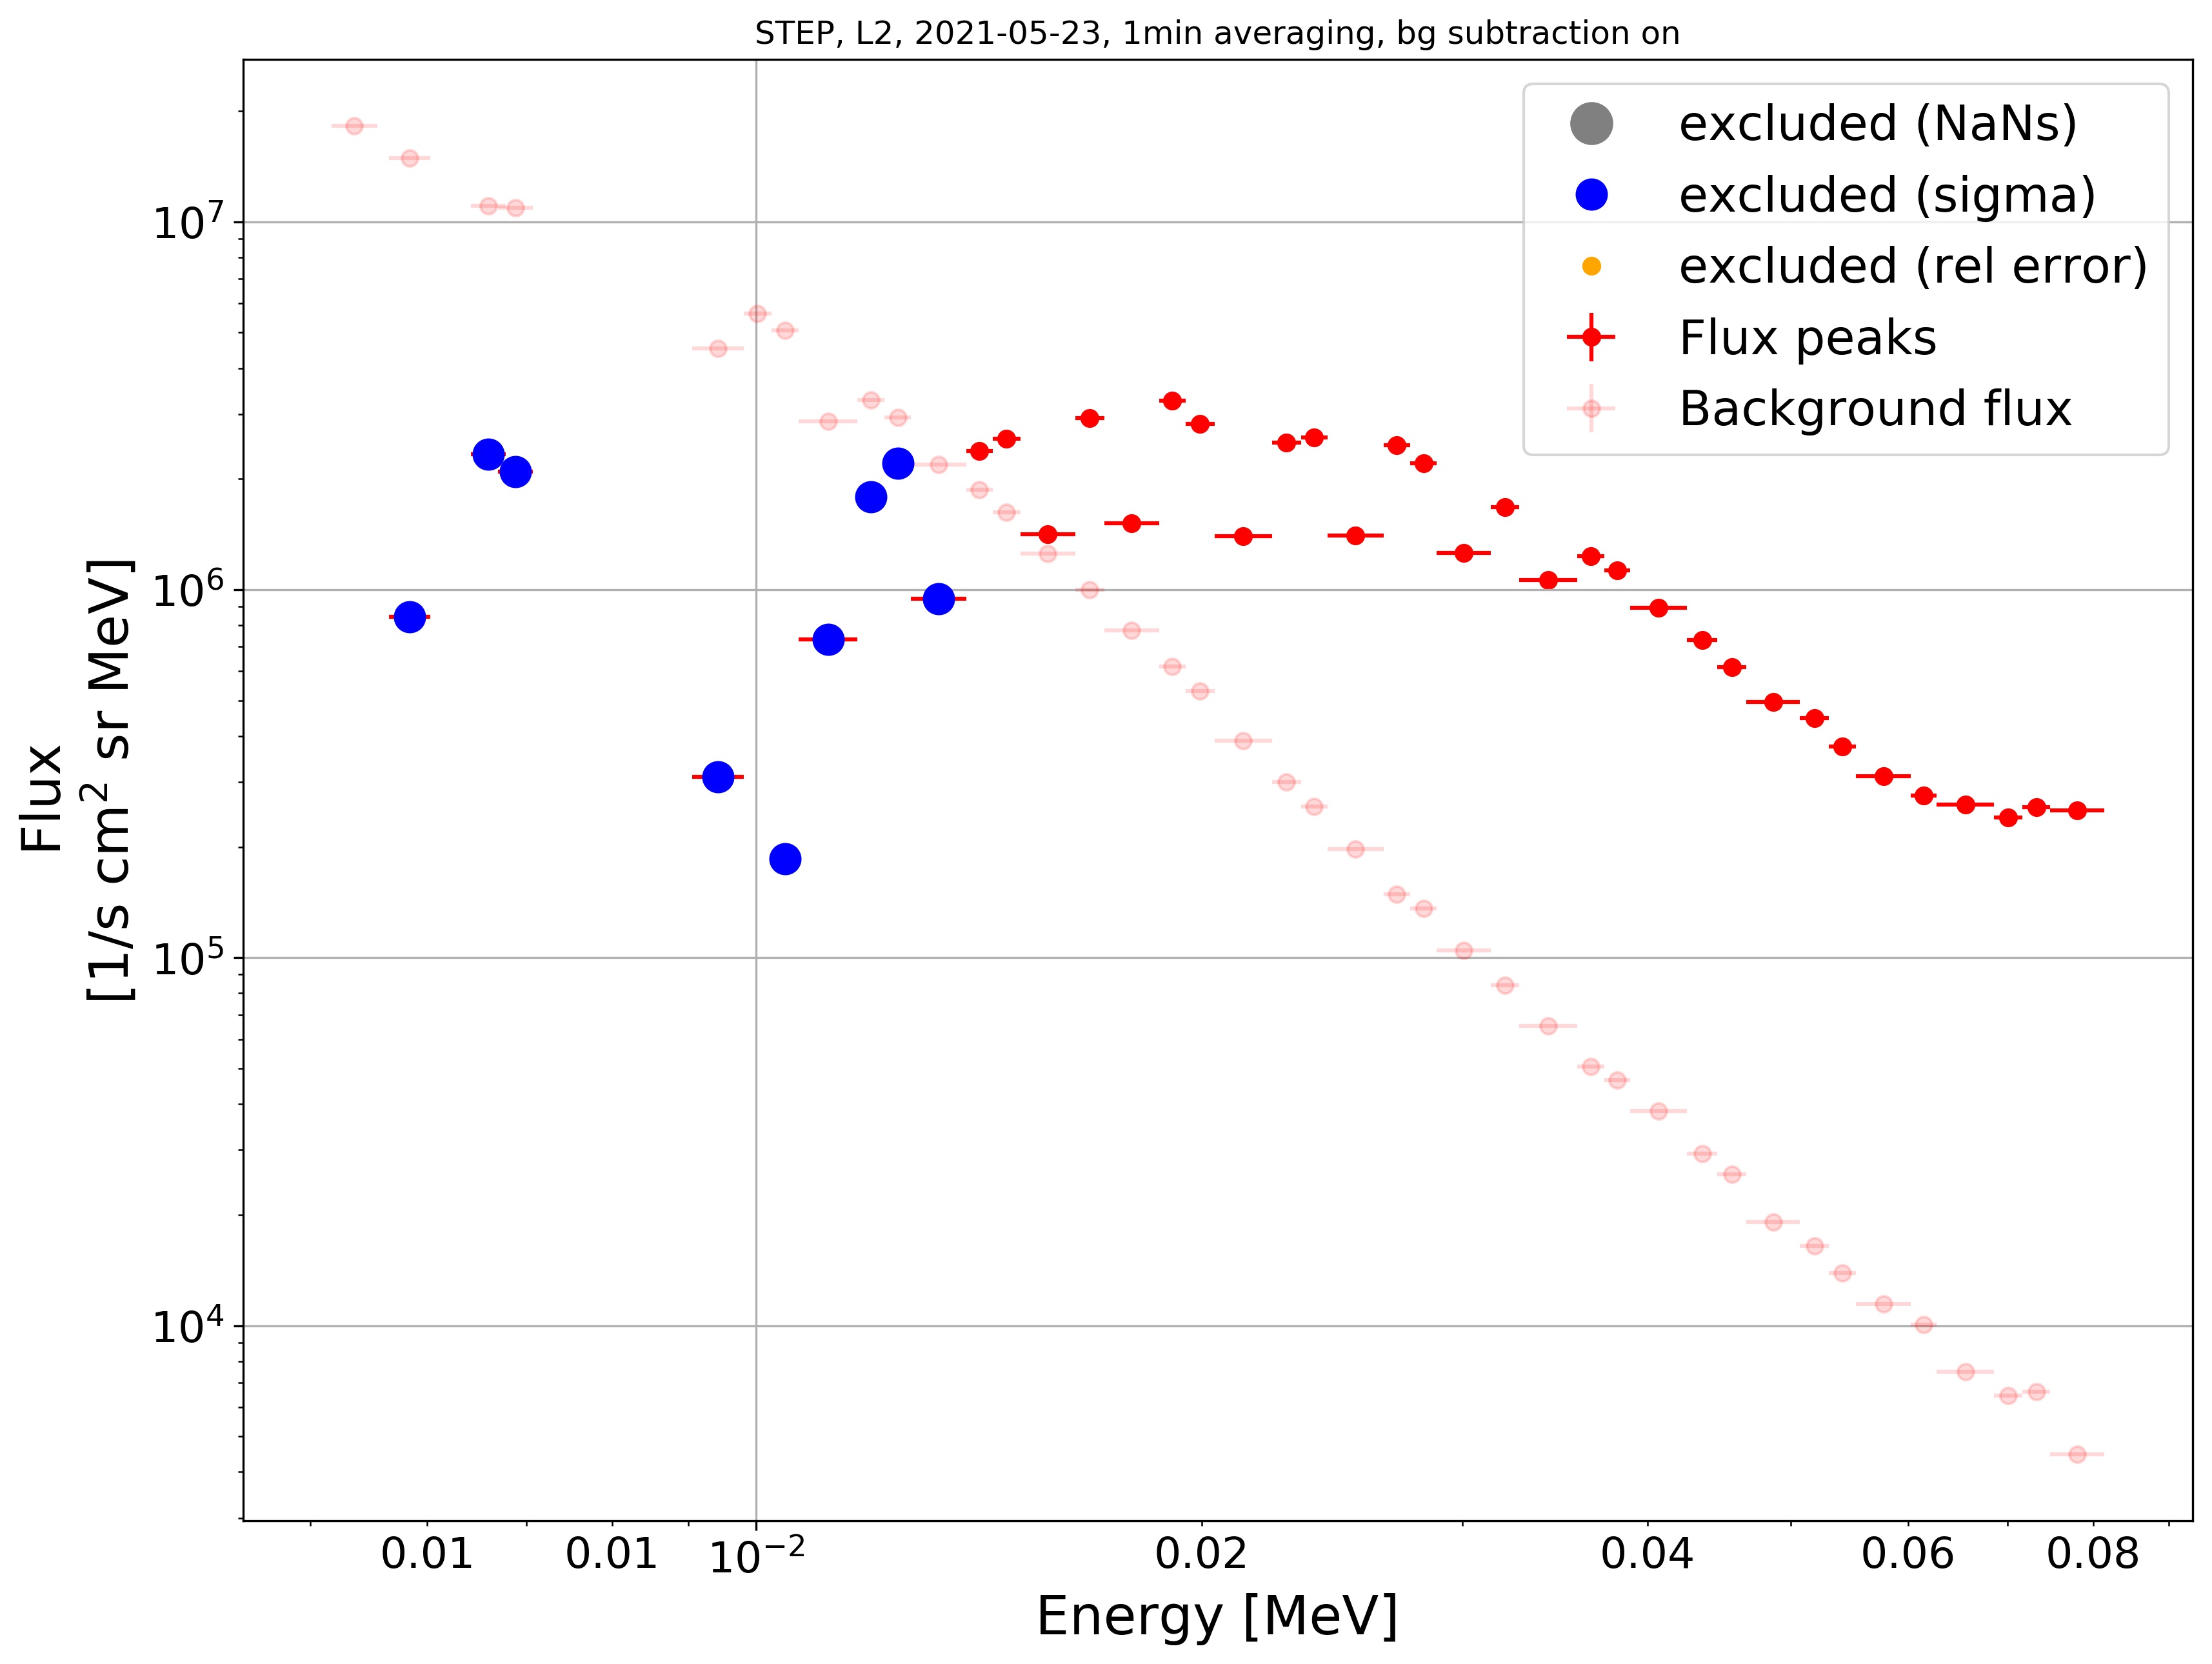 STEP, L2, 2021-05-23, 1min averaging, bg subtraction on
excluded (NaNs)
excluded (sigma)
excluded (rel error)
Flux peaks
Background flux
Flux
[1/s cm² sr MeV]
10⁷
10⁶
10⁵
10⁴
0.01
0.01
10⁻²
0.02
0.04
0.06
0.08
Energy [MeV]